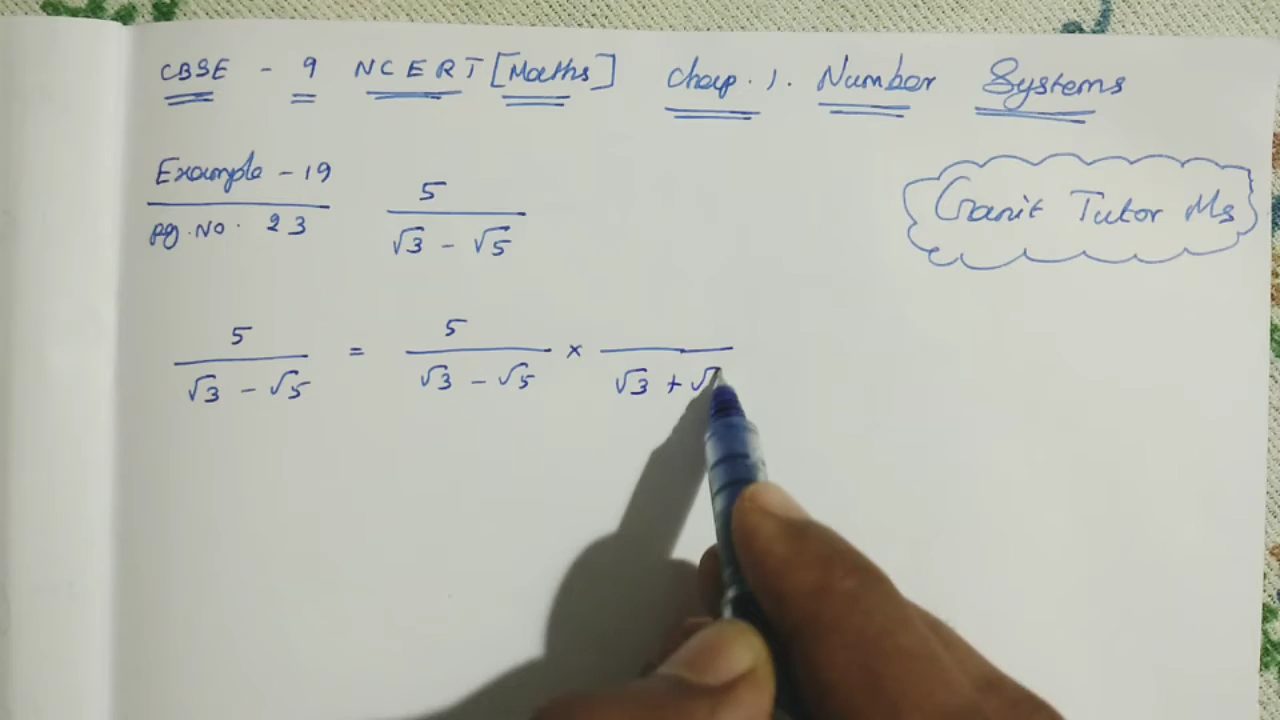 CBSE - 9 NCERT [Maths] Chap. 1. Number Systems
Example - 19
pg. No. 23
5
√3 - √5
Ganit Tutor Ms
5 = 5 ×
√3 - √5 √3 - √5 √3 + √